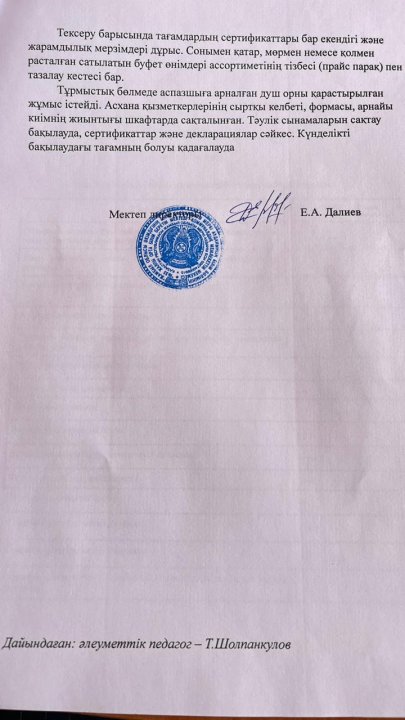 Тексеру барысында тағамдардың сертификаттары бар екендігі және
жарамдылық мерзімдері дұрыс. Сонымен қатар, мөрмен немесе қолмен
расталған сатылатын буфет өнімдері ассортиметінің тізбесі (прайс парақ) пен
тазалау кестесі бар.
Тұрмыстық бөлмеде аспазшыға арналған душ орны қарастырылған
жұмыс істейді. Асхана қызметкерлерінің сыртқы келбеті, формасы, арнайы
киімнің жиынтығы шкафтарда сақталынған. Тәулік сынамаларын сақтау
бақылауда, сертификаттар және декларациялар сәйкес. Күнделікті
бақылаудағы тағамның болуы қадағалауда
Мектеп директоры Е.А. Далиев
Дайындаған: әлеуметтік педагог – Т.Шолпанкулов